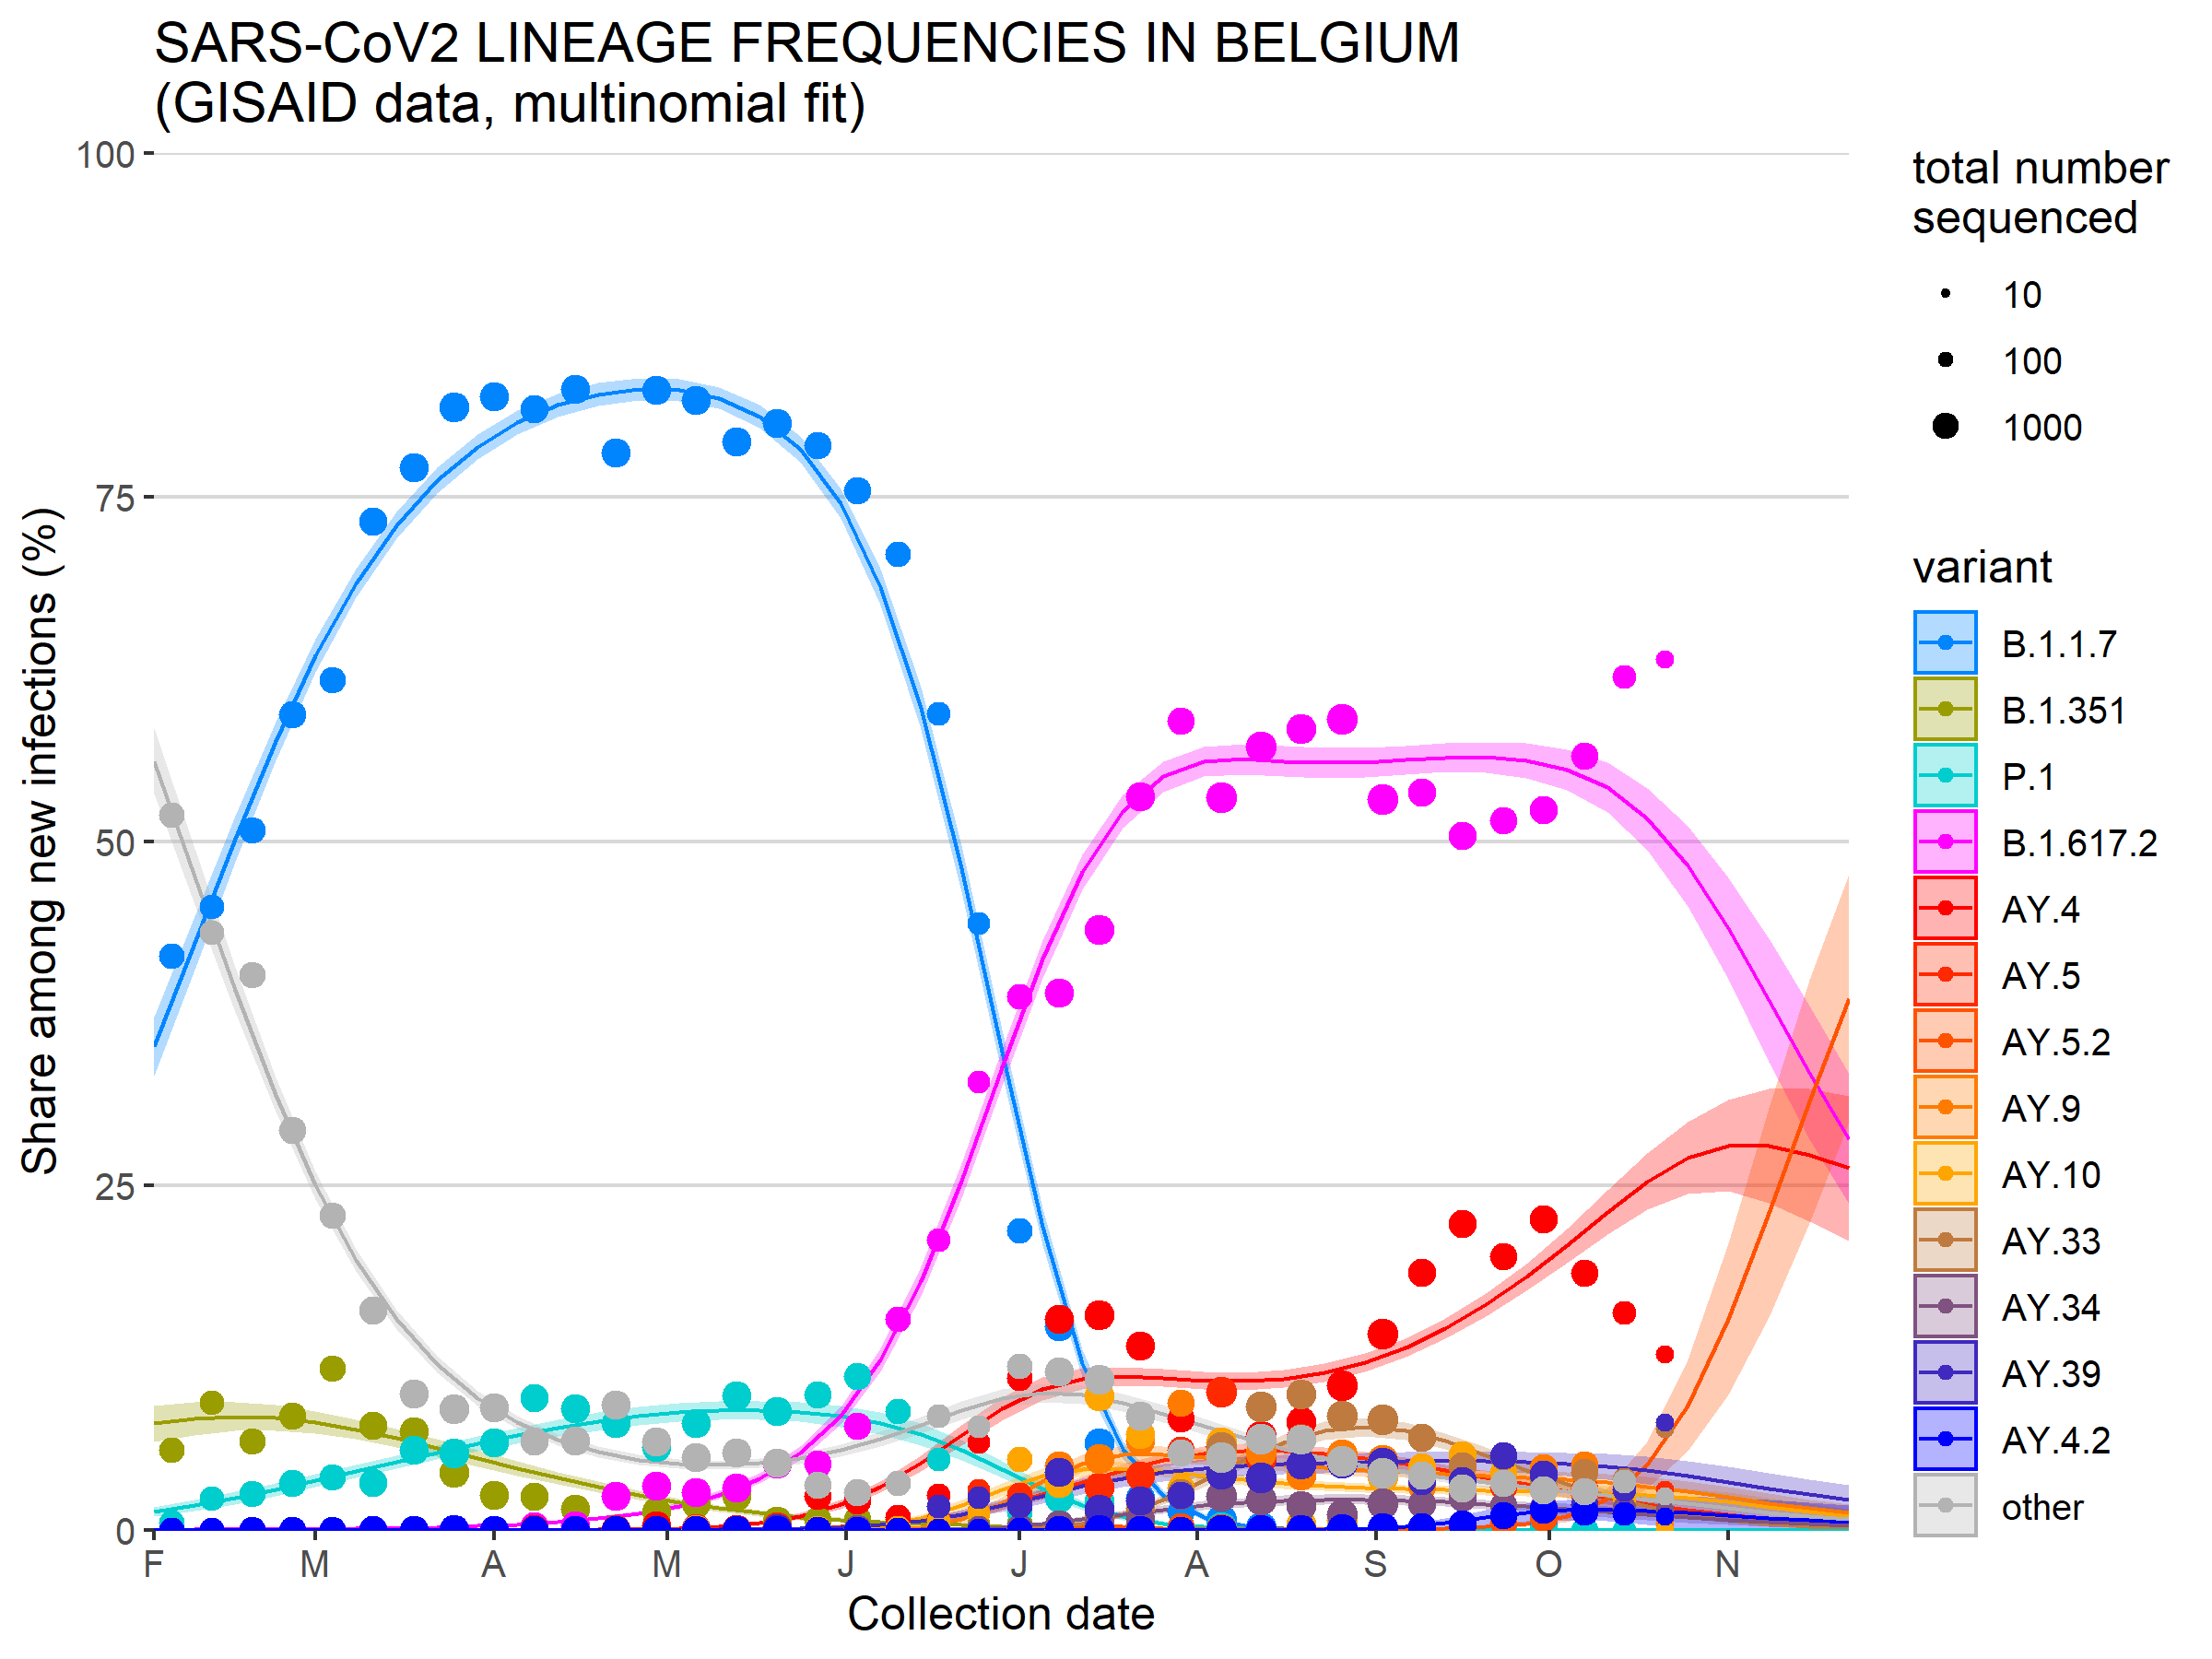 SARS-CoV2 LINEAGE FREQUENCIES IN BELGIUM
(GISAID data, multinomial fit)
Share among new infections (%)
100
75
50
25
0
F M A M J J A S O N
Collection date
total number
sequenced
10
100
1000
variant
B.1.1.7
B.1.351
P.1
B.1.617.2
AY.4
AY.5
AY.5.2
AY.9
AY.10
AY.33
AY.34
AY.39
AY.4.2
other